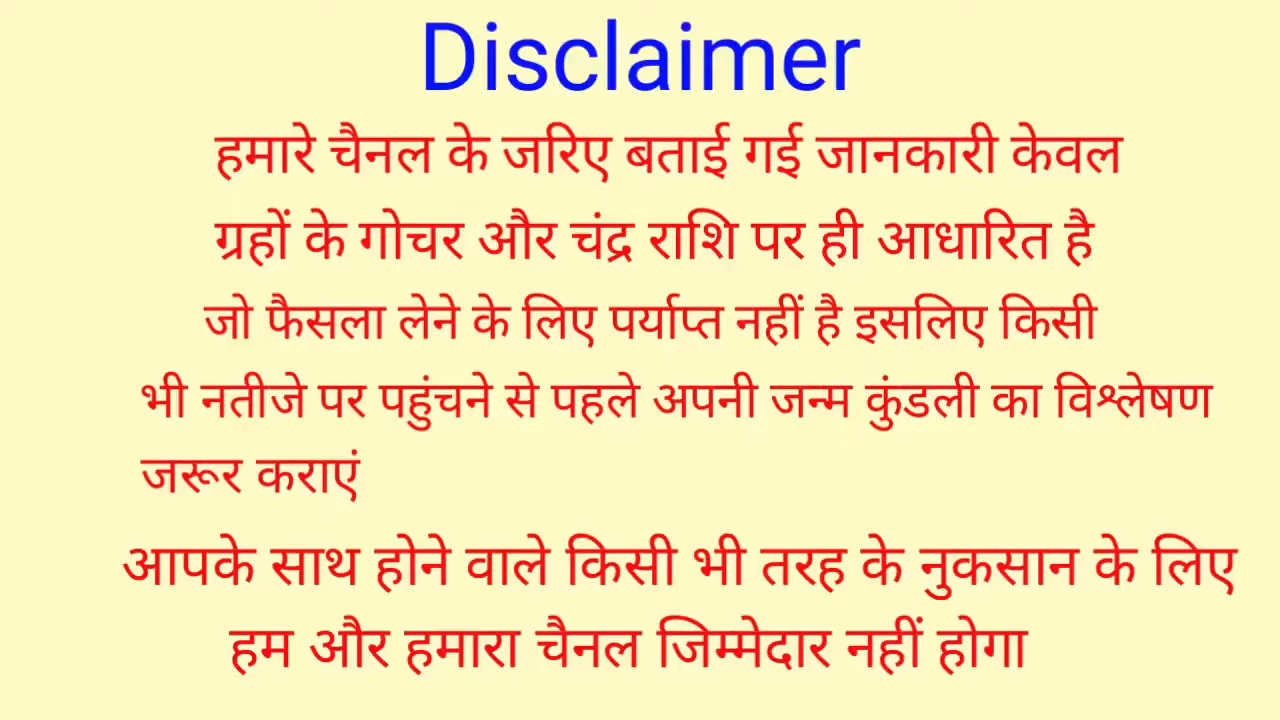 Disclaimer
हमारे चैनल के जरिए बताई गई जानकारी केवल
ग्रहों के गोचर और चंद्र राशि पर ही आधारित है
जो फैसला लेने के लिए पर्याप्त नहीं है इसलिए किसी
भी नतीजे पर पहुंचने से पहले अपनी जन्म कुंडली का विश्लेषण
जरूर कराएं
आपके साथ होने वाले किसी भी तरह के नुकसान के लिए
हम और हमारा चैनल जिम्मेदार नहीं होगा